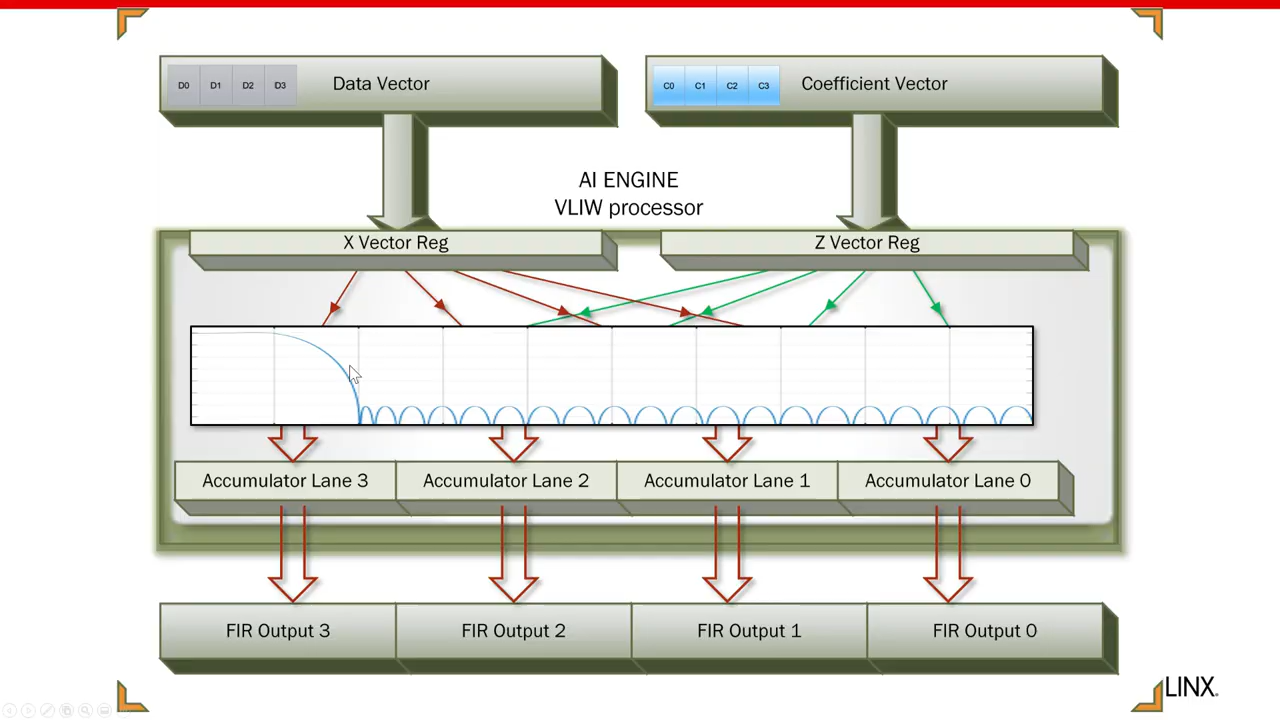 D0 D1 D2 D3 Data Vector
C0 C1 C2 C3 Coefficient Vector
AI ENGINE
VLIW processor
X Vector Reg
Z Vector Reg
Accumulator Lane 3
Accumulator Lane 2
Accumulator Lane 1
Accumulator Lane 0
FIR Output 3
FIR Output 2
FIR Output 1
FIR Output 0
LINX